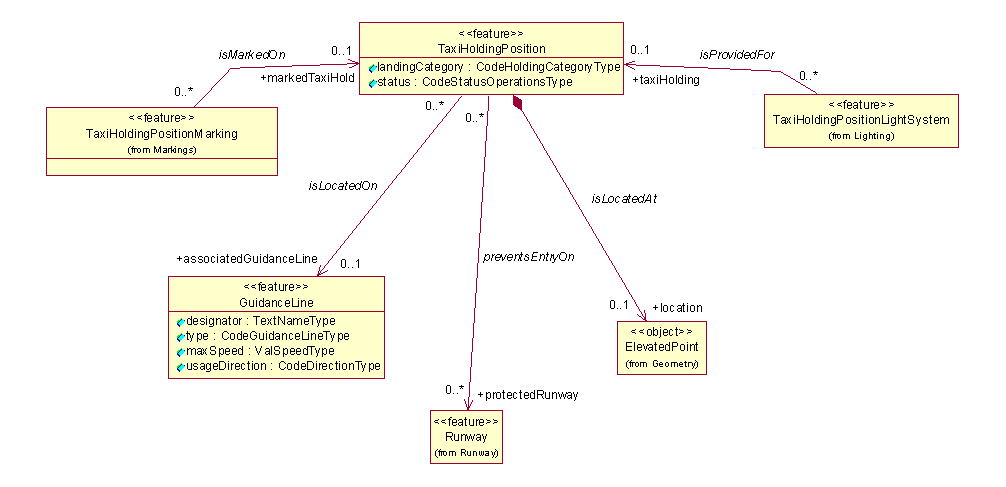 <<feature>>
TaxiHoldingPosition
landingCategory : CodeHoldingCategoryType
status : CodeStatusOperationsType
isMarkedOn
0..1
+markedTaxiHold
0..*
0..1
isProvidedFor
+taxiHolding
0..*
<<feature>>
TaxiHoldingPositionMarking
(from Markings)
<<feature>>
TaxiHoldingPositionLightSystem
(from Lighting)
0..*
0..*
isLocatedOn
isLocatedAt
+associatedGuidanceLine
0..1
preventsEntryOn
<<feature>>
GuidanceLine
designator : TextNameType
type : CodeGuidanceLineType
maxSpeed : ValSpeedType
usageDirection : CodeDirectionType
0..1
+location
<<object>>
ElevatedPoint
(from Geometry)
0..*
+protectedRunway
<<feature>>
Runway
(from Runway)